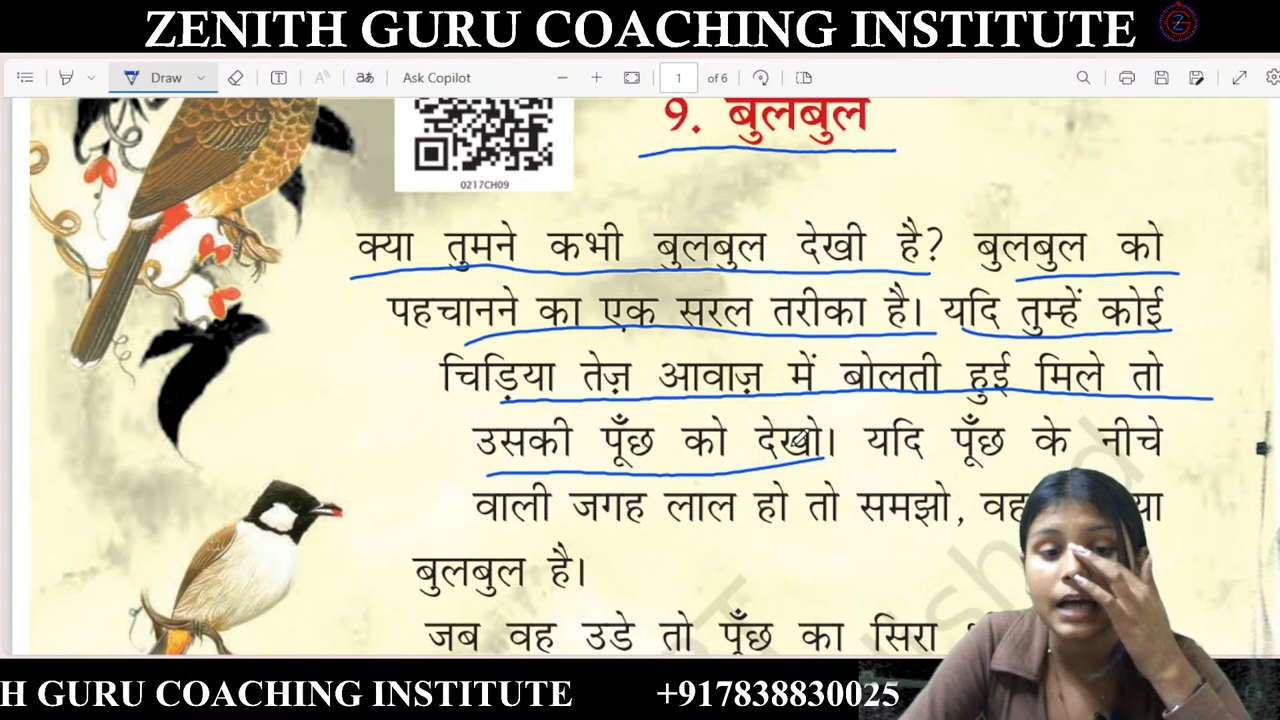 ZENITH GURU COACHING INSTITUTE
Draw
Ask Copilot
1 of 6
0217CH09
9. बुलबुल
क्या तुमने कभी बुलबुल देखी है? बुलबुल को
पहचानने का एक सरल तरीका है। यदि तुम्हें कोई
चिड़िया तेज़ आवाज़ में बोलती हुई मिले तो
उसकी पूँछ को देखो। यदि पूँछ के नीचे
वाली जगह लाल हो तो समझो, वह
बुलबुल है।
जब वह उडे तो पूँछ का सिरा
H GURU COACHING INSTITUTE +917838830025